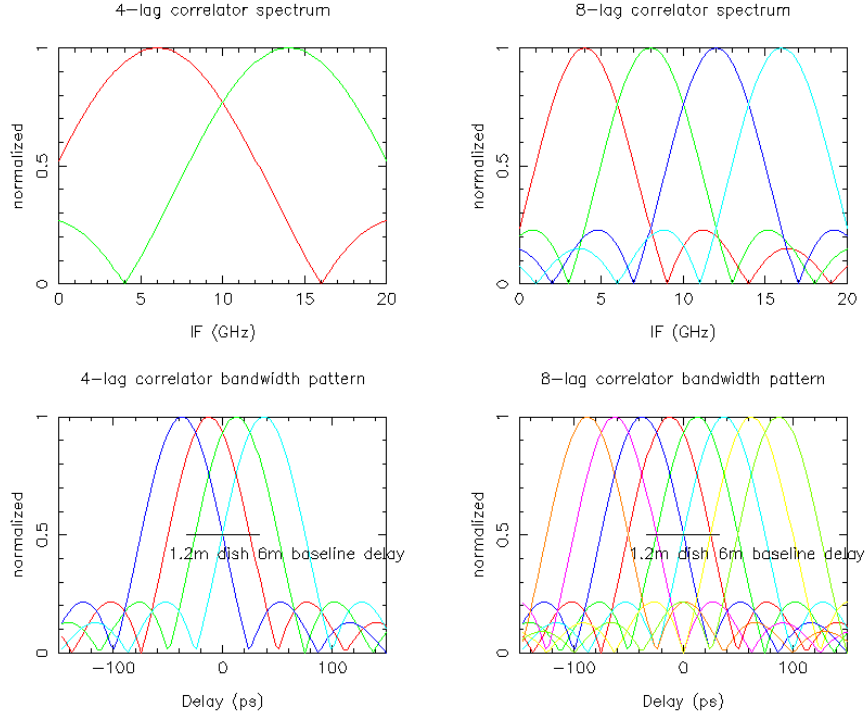 4-lag correlator spectrum
normalized
1
0.5
0
0 5 10 15 20
IF (GHz)
8-lag correlator spectrum
normalized
1
0.5
0
0 5 10 15 20
IF (GHz)
4-lag correlator bandwidth pattern
normalized
1
0.5
0
1.2m dish 6m baseline delay
-100 0 100
Delay (ps)
8-lag correlator bandwidth pattern
normalized
1
0.5
0
1.2m dish 6m baseline delay
-100 0 100
Delay (ps)